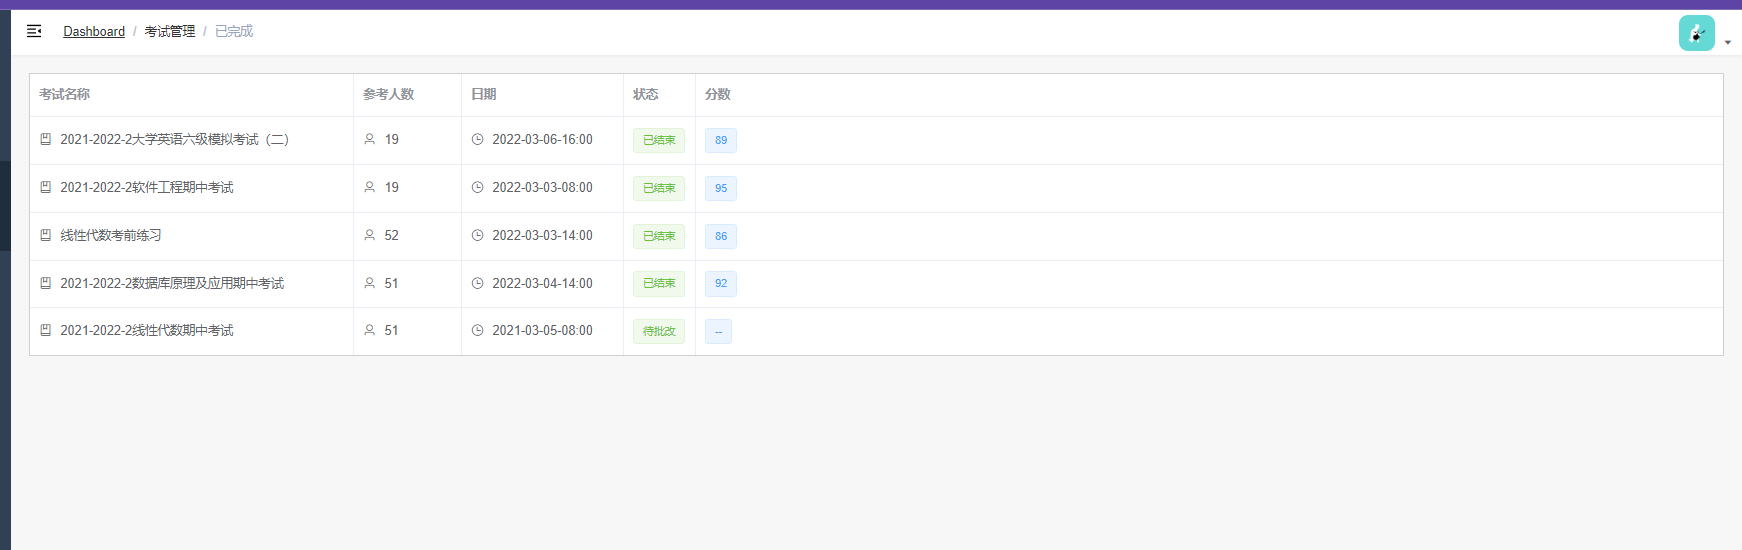 Dashboard / 考试管理 / 已完成
考试名称 参考人数 日期 状态 分数
2021-2022-2大学英语六级模拟考试（二） 19 2022-03-06-16:00 已结束 89
2021-2022-2软件工程期中考试 19 2022-03-03-08:00 已结束 95
线性代数考前练习 52 2022-03-03-14:00 已结束 86
2021-2022-2数据库原理及应用期中考试 51 2022-03-04-14:00 已结束 92
2021-2022-2线性代数期中考试 51 2021-03-05-08:00 待批改 --